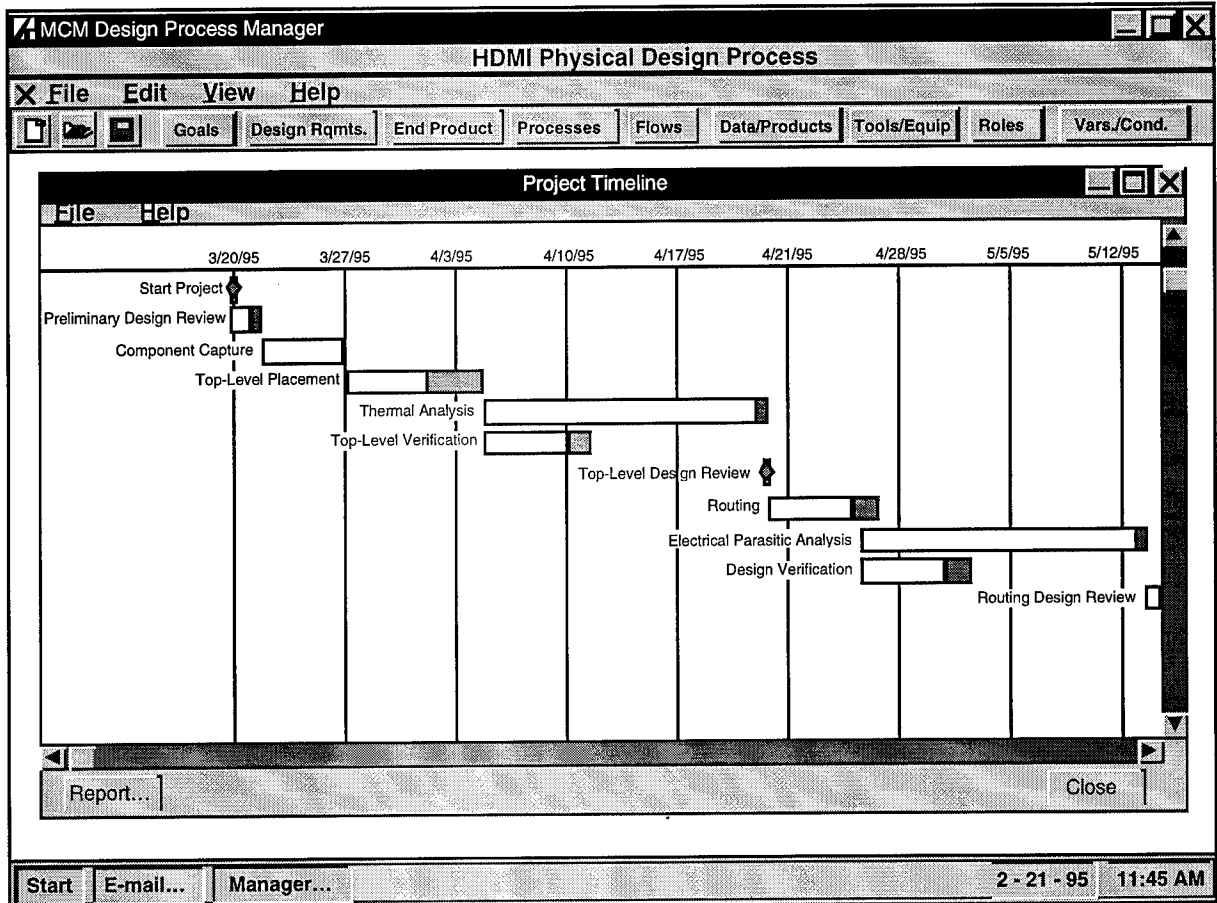 MCM Design Process Manager
HDMI Physical Design Process
File Edit View Help
Goals Design Rqmts. End Product Processes Flows Data/Products Tools/Equip Roles Vars./Cond.
Project Timeline
File Help
3/20/95 3/27/95 4/3/95 4/10/95 4/17/95 4/21/95 4/28/95 5/5/95 5/12/95
Start Project
Preliminary Design Review
Component Capture
Top-Level Placement
Thermal Analysis
Top-Level Verification
Top-Level Design Review
Routing
Electrical Parasitic Analysis
Design Verification
Routing Design Review
Report... Close
Start E-mail... Manager... 2 - 21 - 95 11:45 AM